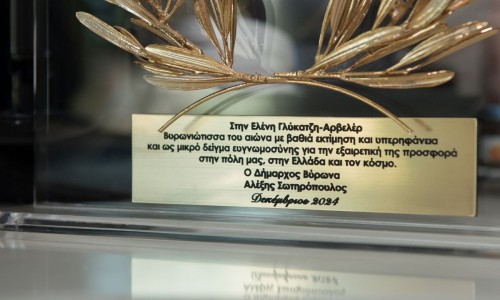 Στην Ελένη Γλύκατζη-Αρβελέρ
Βυρωνιώτισσα του αιώνα με βαθιά εκτίμηση και υπερηφάνεια
και ως μικρό δείγμα ευγνωμοσύνης για την εξαιρετική της προσφορά
στην πόλη μας, στην Ελλάδα και τον κόσμο.
Ο Δήμαρχος Βύρωνα
Αλέξης Σωτηρόπουλος
Δεκέμβριος 2024